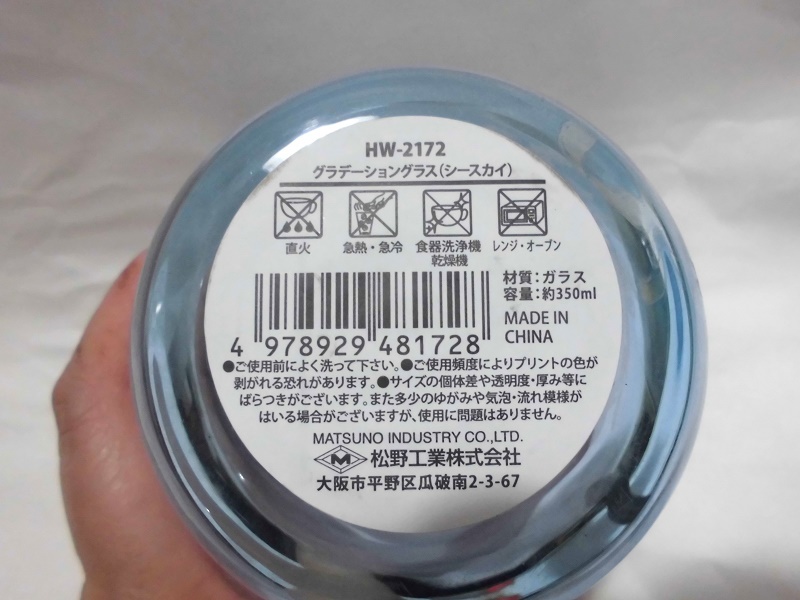 HW-2172
グラデーショングラス(シースカイ)
直火 急熱・急冷 食器洗浄機 レンジ・オーブン
乾燥機
材質:ガラス
容量:約350ml
MADE IN
CHINA
4 978929 481728
●ご使用前によく洗って下さい。●ご使用頻度によりプリントの色が
剥がれる恐れがあります。●サイズの個体差や透明度・厚み等に
ばらつきがございます。また多少のゆがみや気泡・流れ模様が
はいる場合がございますが、使用に問題はありません。
MATSUNO INDUSTRY CO.,LTD.
M 松野工業株式会社
大阪市平野区瓜破南2-3-67